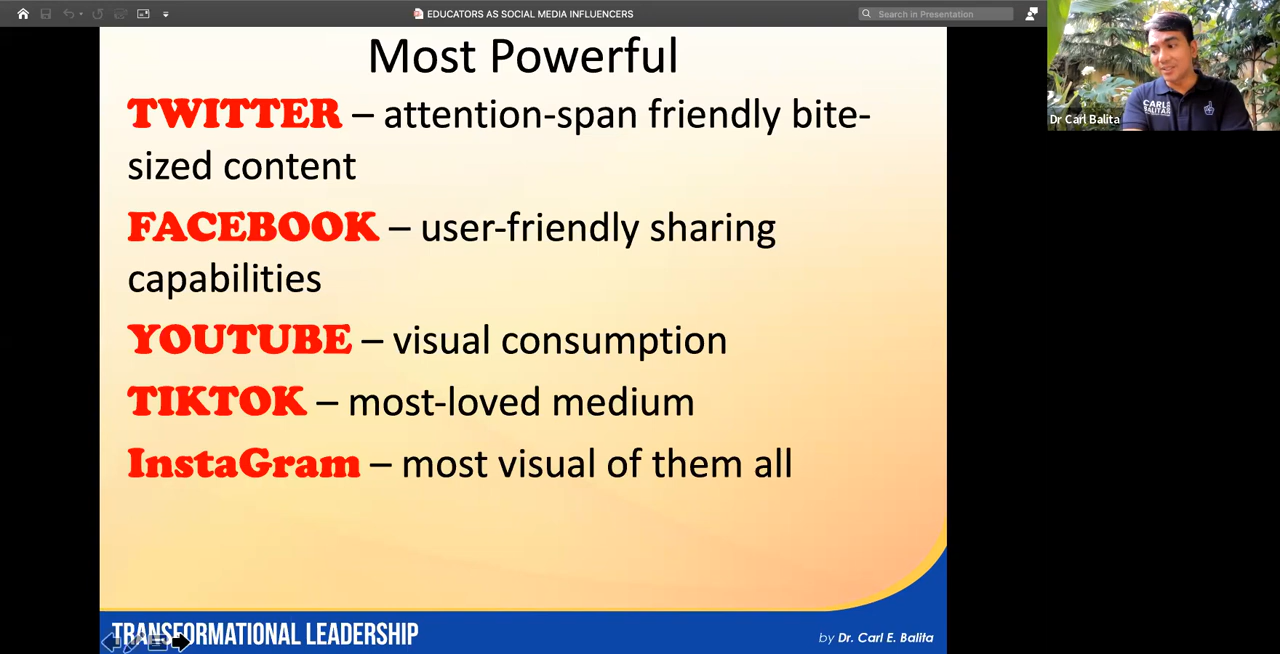 EDUCATORS AS SOCIAL MEDIA INFLUENCERS
Search in Presentation
Most Powerful
TWITTER – attention-span friendly bite-
sized content
FACEBOOK – user-friendly sharing
capabilities
YOUTUBE – visual consumption
TIKTOK – most-loved medium
InstaGram – most visual of them all
TRANSFORMATIONAL LEADERSHIP
by Dr. Carl E. Balita
CARL
BALITA
Dr Carl Balita